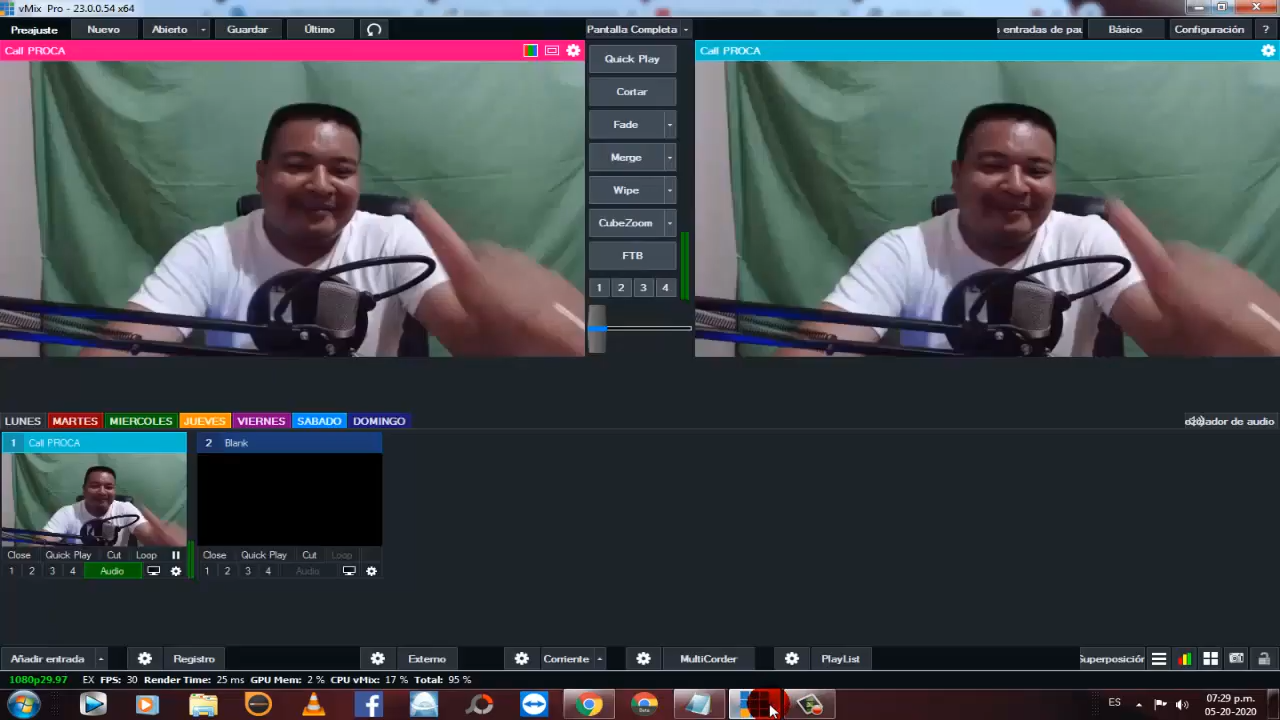 vMix Pro - 23.0.0.54 x64
Preajuste Nuevo Abierto Guardar Último Pantalla Completa s entradas de pau Básico Configuración ?
Call PROCA
Call PROCA
Quick Play
Cortar
Fade
Merge
Wipe
CubeZoom
FTB
1 2 3 4
LUNES MARTES MIERCOLES JUEVES VIERNES SABADO DOMINGO
lador de audio
1 Call PROCA
2 Blank
Close Quick Play Cut Loop
1 2 3 4 Audio
Close Quick Play Cut Loop
1 2 3 4 Audio
Añadir entrada Registro Externo Corriente MultiCorder PlayList Superposición
1080p29.97 EX FPS: 30 Render Time: 25 ms GPU Mem: 2 % CPU vMix: 17 % Total: 95 %
Beta
ES 07:29 p.m.
05-20-2020